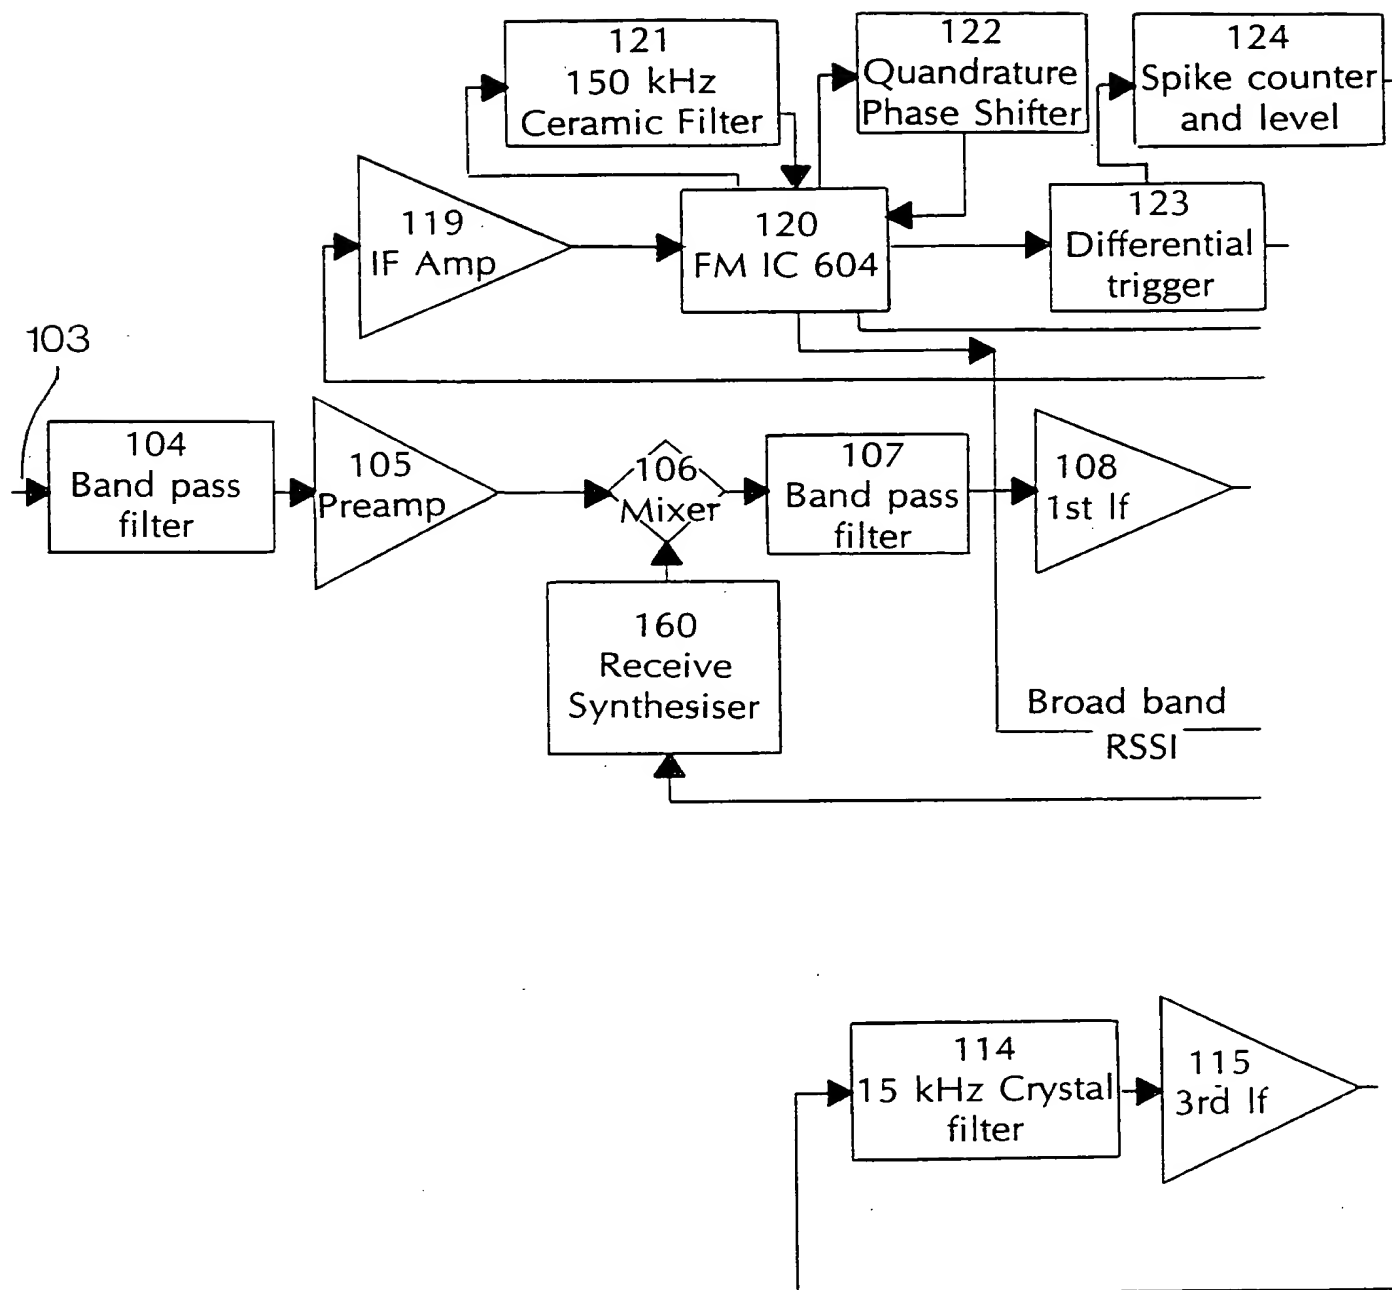 121
150 kHz
Ceramic Filter
122
Quandrature
Phase Shifter
124
Spike counter
and level
119
IF Amp
120
FM IC 604
123
Differential
trigger
103
104
Band pass
filter
105
Preamp
106
Mixer
107
Band pass
filter
108
1st If
160
Receive
Synthesiser
Broad band
RSSI
114
15 kHz Crystal
filter
115
3rd If